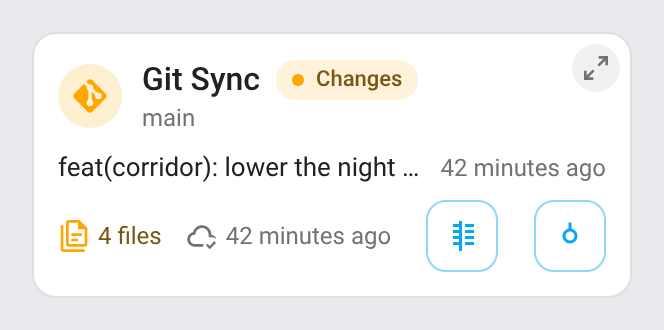 Git Sync
Changes
main
feat(corridor): lower the night ...
42 minutes ago
4 files
42 minutes ago